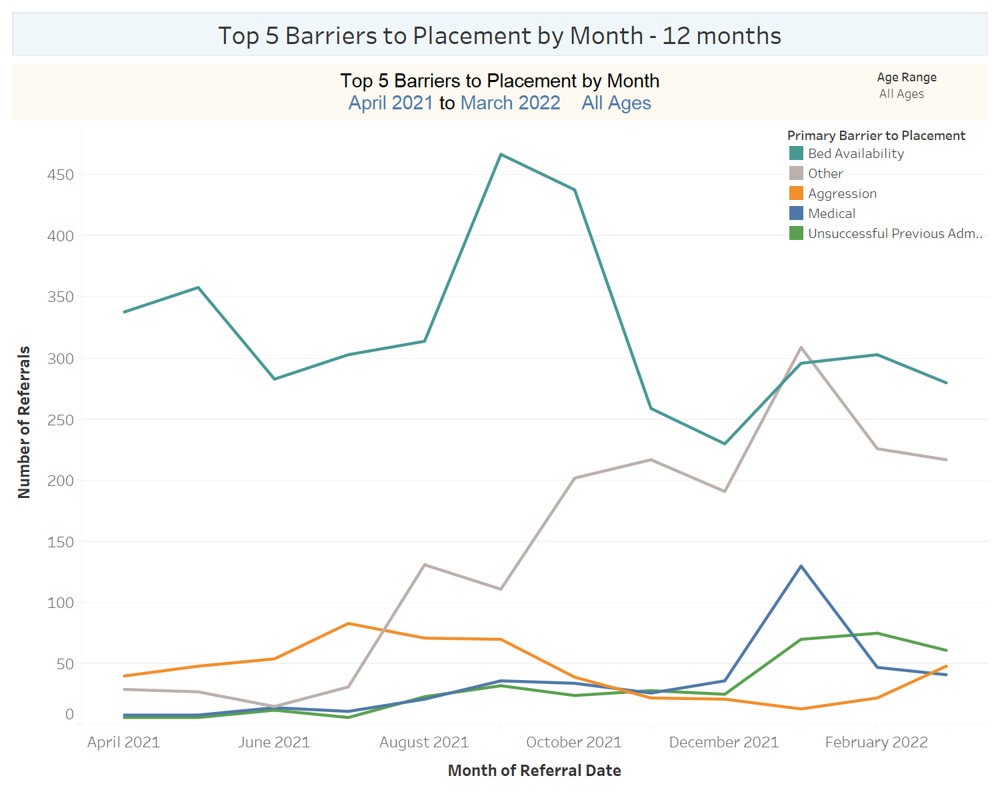 Top 5 Barriers to Placement by Month - 12 months
Top 5 Barriers to Placement by Month
April 2021 to March 2022 All Ages
Age Range
All Ages
Primary Barrier to Placement
Bed Availability
Other
Aggression
Medical
Unsuccessful Previous Adm..
Number of Referrals
450
400
350
300
250
200
150
100
50
0
April 2021 June 2021 August 2021 October 2021 December 2021 February 2022
Month of Referral Date